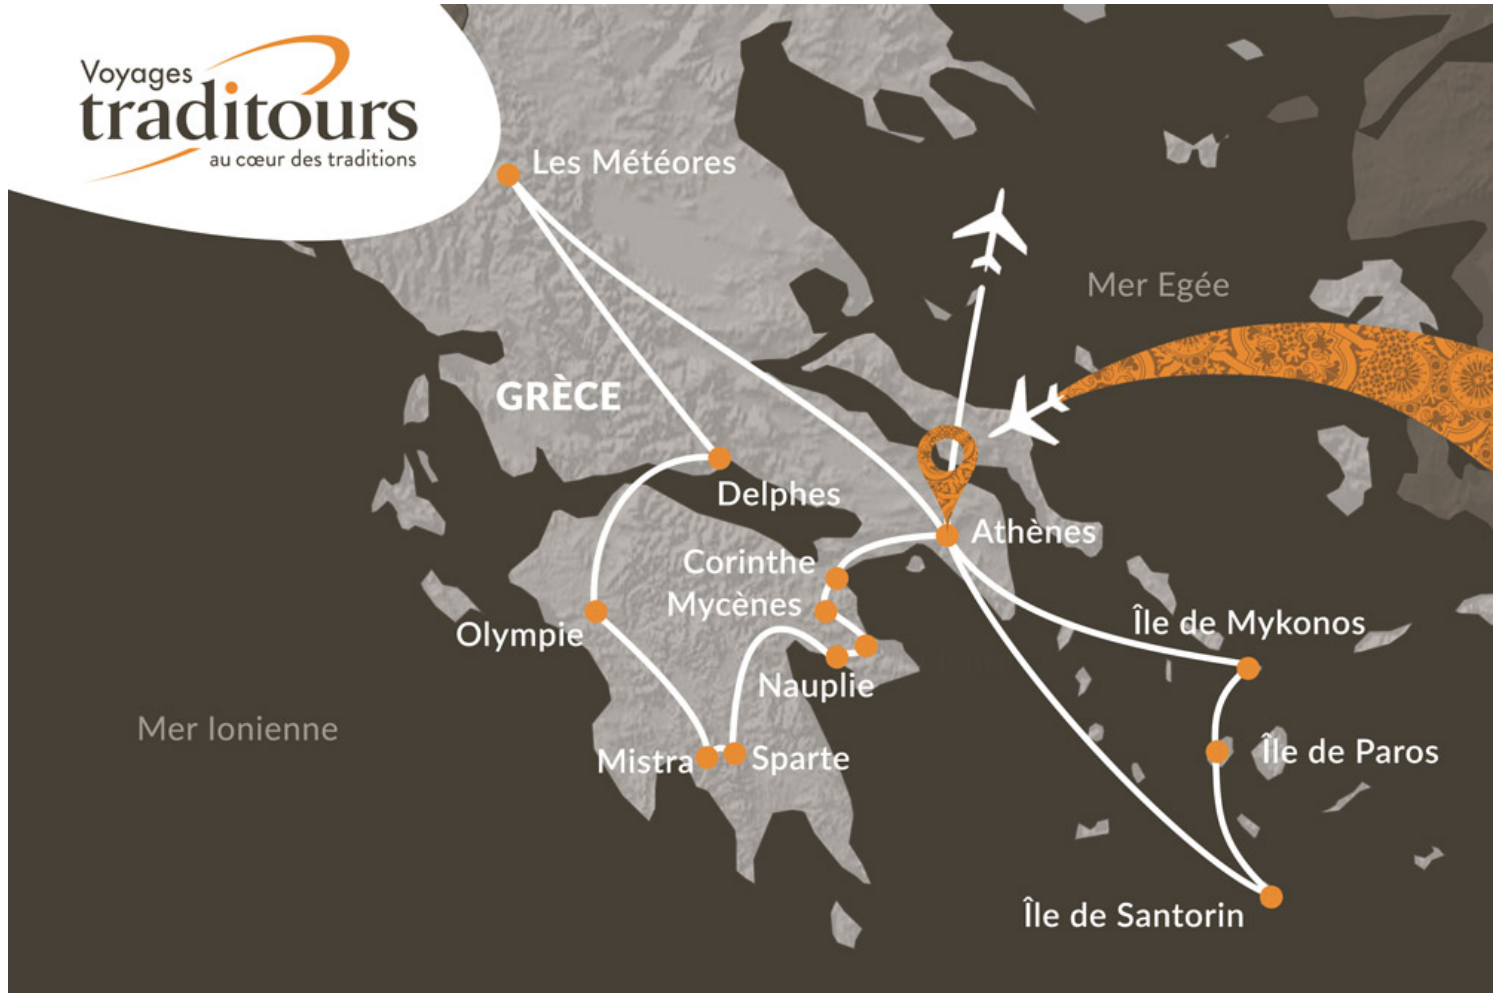 Voyages
traditours
au cœur des traditions
Les Météores
Mer Egée
GRÈCE
Delphes
Athènes
Corinthe
Mycènes
Olympie
Île de Mykonos
Nauplie
Mer Ionienne
Mistra
Sparte
Île de Paros
Île de Santorin